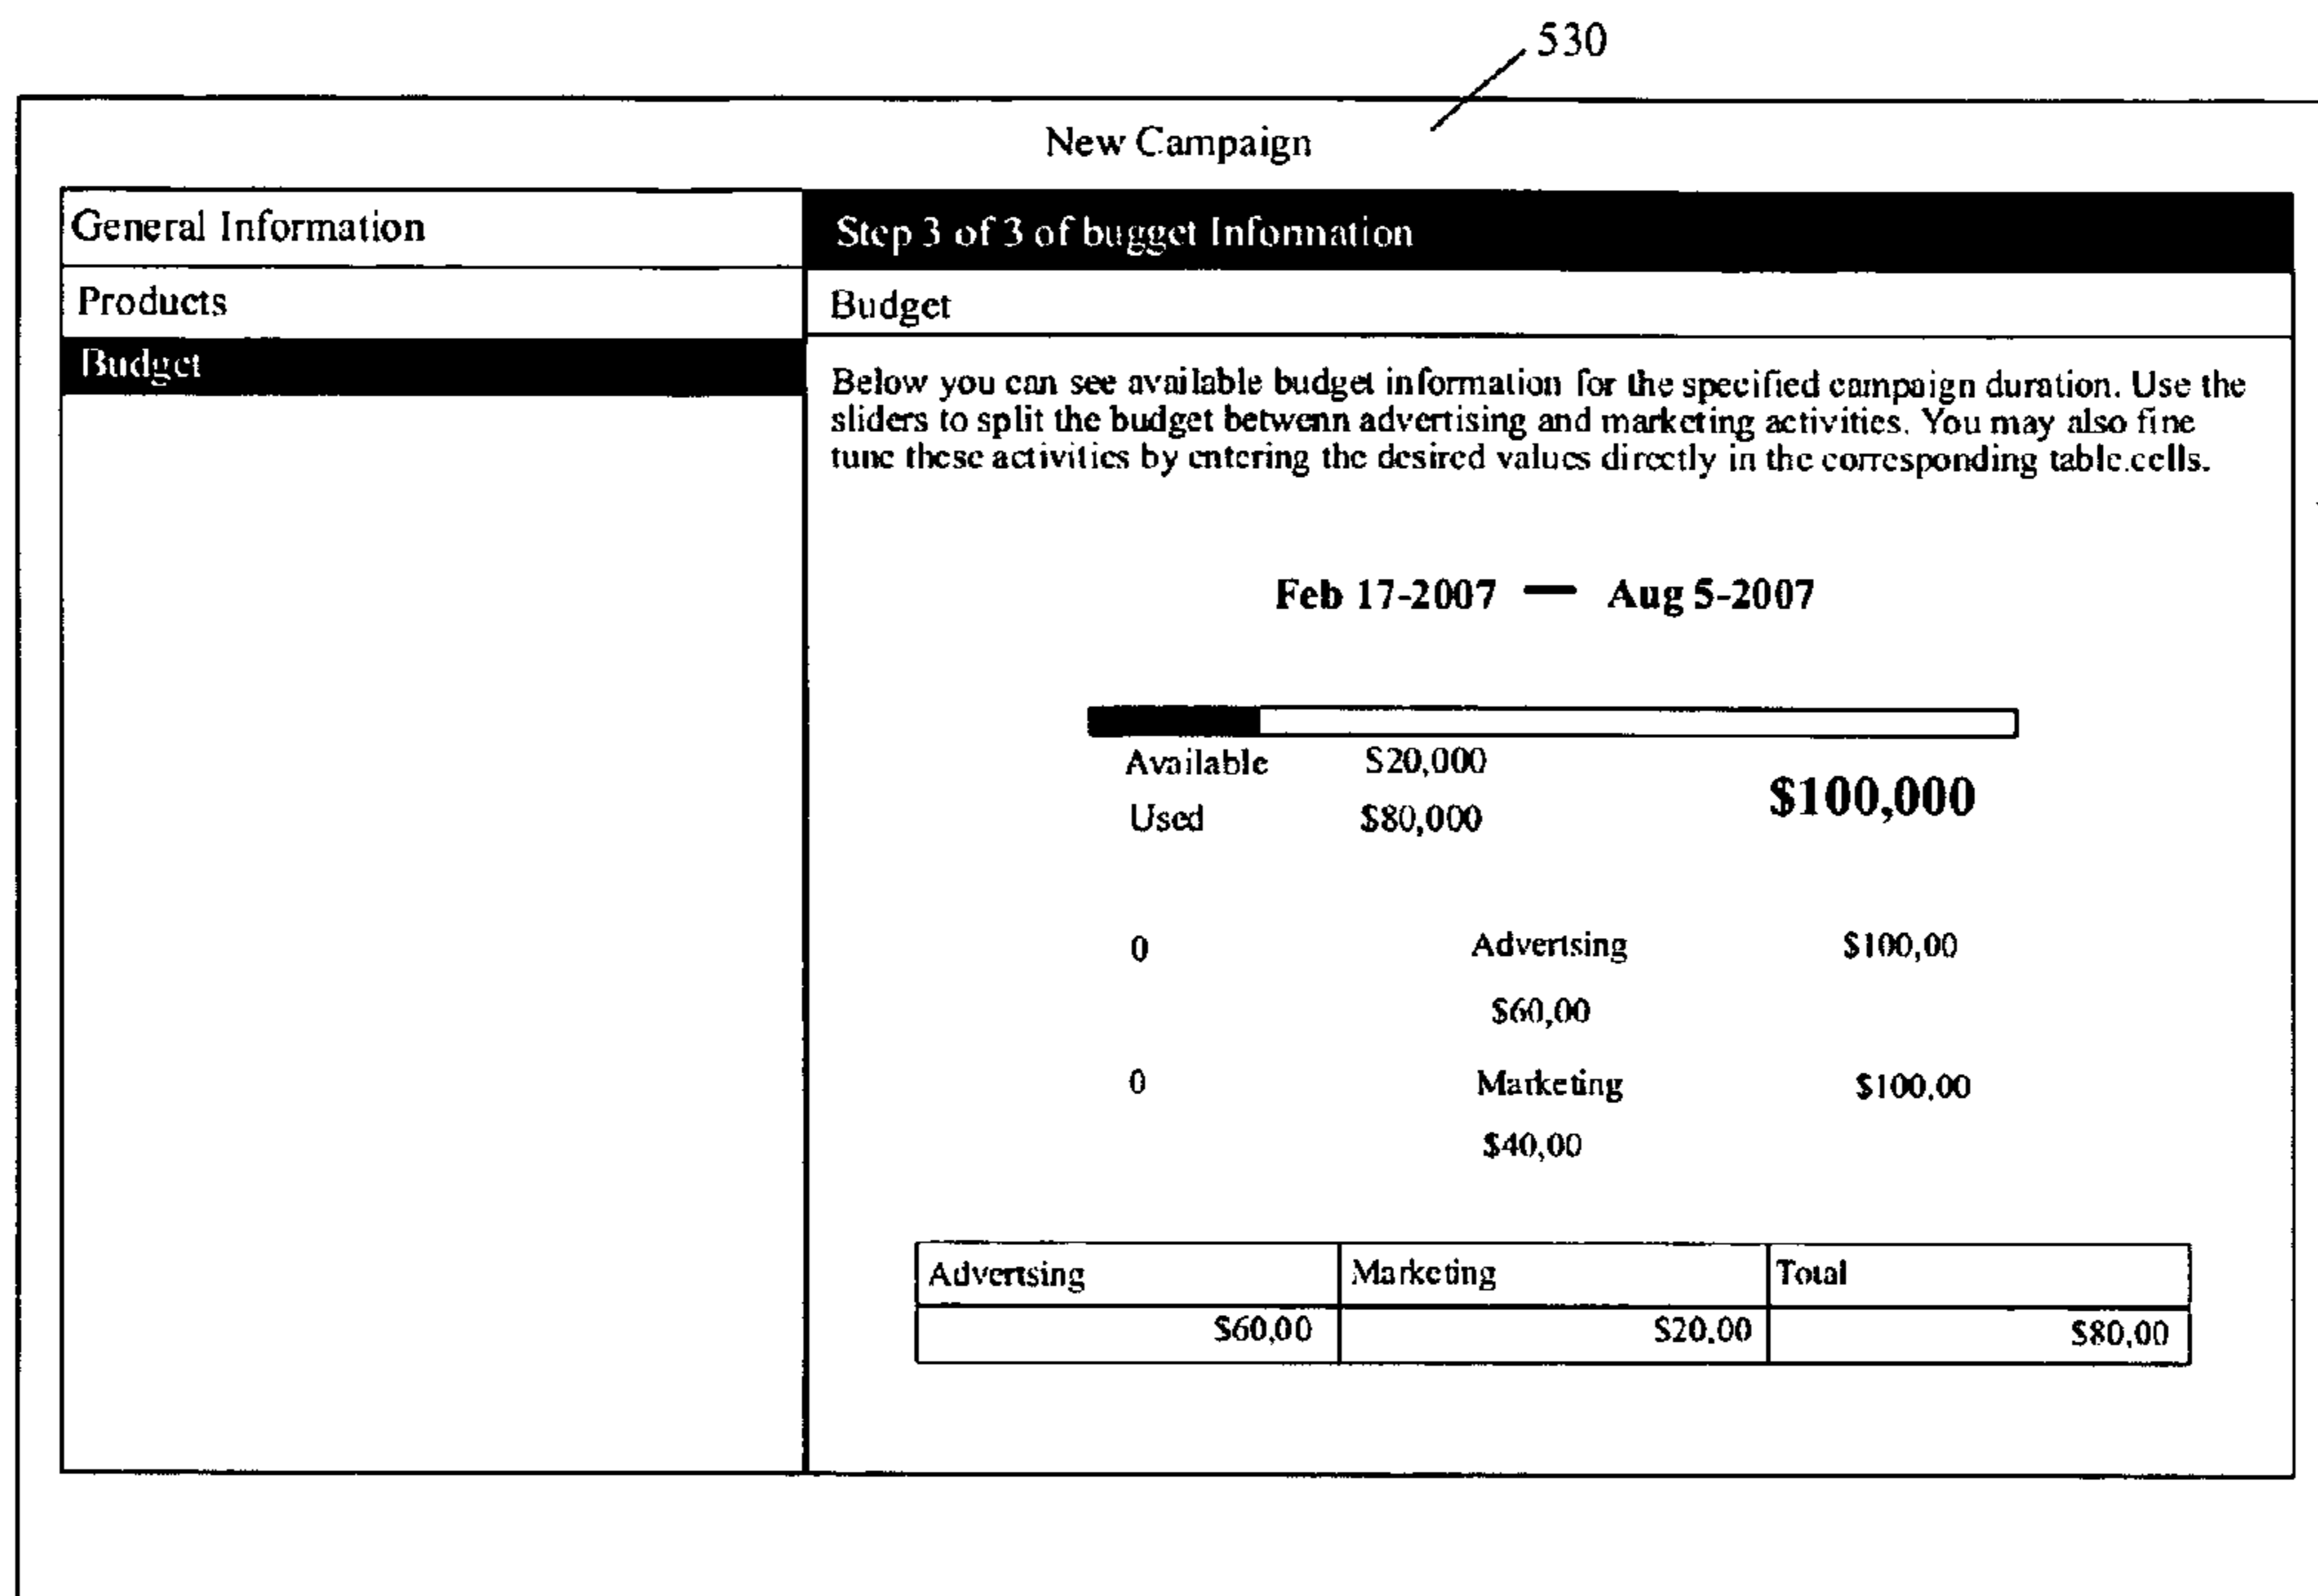 530
New Campaign
General Information
Products
Budget
Step 3 of 3 of bugget Information
Budget
Below you can see available budget information for the specified campaign duration. Use the
sliders to split the budget betwenn advertising and marketing activities. You may also fine
tune these activities by entering the desired values directly in the corresponding table.cells.
Feb 17-2007 — Aug 5-2007
Available $20,000
Used $80,000
$100,000
0 Advertsing $100,00
$60,00
0 Marketing $100,00
$40,00
Advertsing Marketing Total
$60,00 $20.00 $80,00